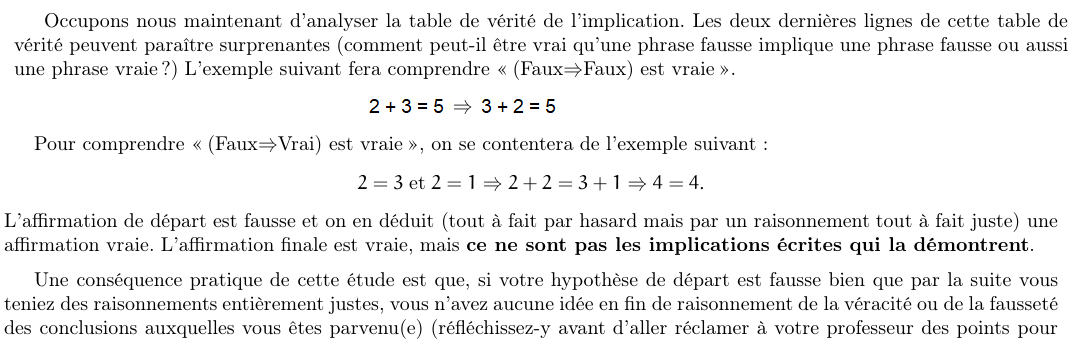 Occupons nous maintenant d'analyser la table de vérité de l'implication. Les deux dernières lignes de cette table de
vérité peuvent paraître surprenantes (comment peut-il être vrai qu'une phrase fausse implique une phrase fausse ou aussi
une phrase vraie ?) L'exemple suivant fera comprendre « (Faux⇒Faux) est vraie ».
2 + 3 = 5 ⇒ 3 + 2 = 5
Pour comprendre « (Faux⇒Vrai) est vraie », on se contentera de l'exemple suivant :
2 = 3 et 2 = 1 ⇒ 2 + 2 = 3 + 1 ⇒ 4 = 4.
L'affirmation de départ est fausse et on en déduit (tout à fait par hasard mais par un raisonnement tout à fait juste) une
affirmation vraie. L'affirmation finale est vraie, mais ce ne sont pas les implications écrites qui la démontrent.
Une conséquence pratique de cette étude est que, si votre hypothèse de départ est fausse bien que par la suite vous
teniez des raisonnements entièrement justes, vous n'avez aucune idée en fin de raisonnement de la véracité ou de la fausseté
des conclusions auxquelles vous êtes parvenu(e) (réfléchissez-y avant d'aller réclamer à votre professeur des points pour